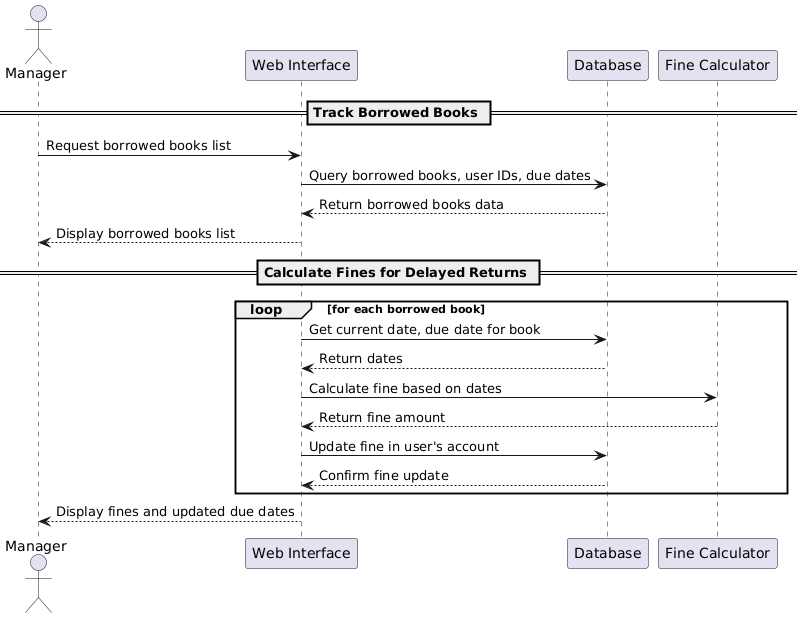 Manager
Web Interface
Database
Fine Calculator
Track Borrowed Books
Request borrowed books list
Query borrowed books, user IDs, due dates
Return borrowed books data
Display borrowed books list
Calculate Fines for Delayed Returns
loop
[for each borrowed book]
Get current date, due date for book
Return dates
Calculate fine based on dates
Return fine amount
Update fine in user's account
Confirm fine update
Display fines and updated due dates
Manager
Web Interface
Database
Fine Calculator